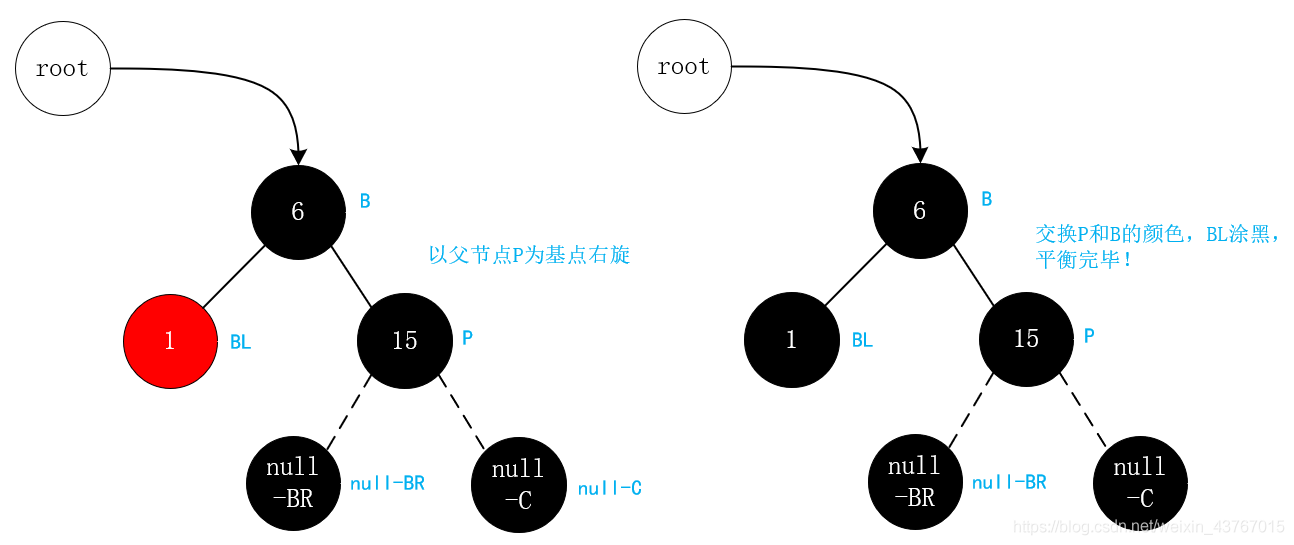 root
6
B
以父节点P为基点右旋
1
BL
15
P
null
-BR
null-BR
null
-C
null-C
root
6
B
交换P和B的颜色，BL涂黑，
平衡完毕！
1
BL
15
P
null
-BR
null-BR
null
-C
https://blog.csdn.net/weixin_43767015